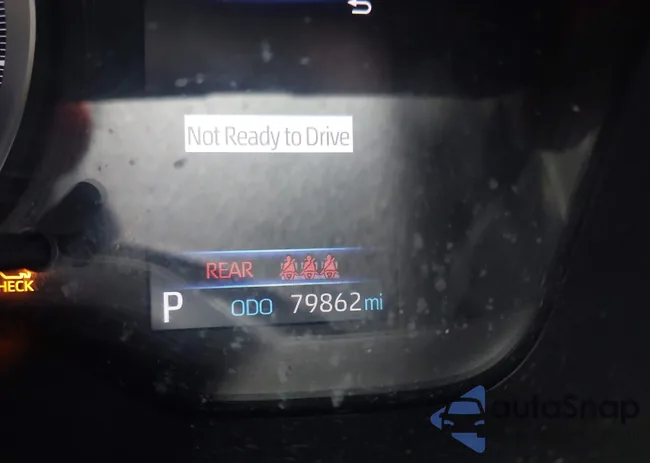 Not Ready to Drive
REAR
CHECK
P ODO 79862 mi
autoSnap